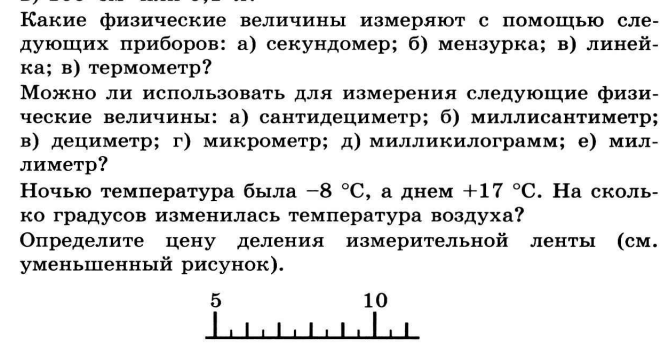 Какие физические величины измеряют с помощью сле-
дующих приборов: а) секундомер; б) мензурка; в) линей-
ка; в) термометр?
Можно ли использовать для измерения следующие физи-
ческие величины: а) сантидециметр; б) миллисантиметр;
в) дециметр; г) микрометр; д) милликилограмм; е) мил-
лиметр?
Ночью температура была –8 °С, а днем +17 °С. На сколь-
ко градусов изменилась температура воздуха?
Определите цену деления измерительной ленты (см.
уменьшенный рисунок).
5 10